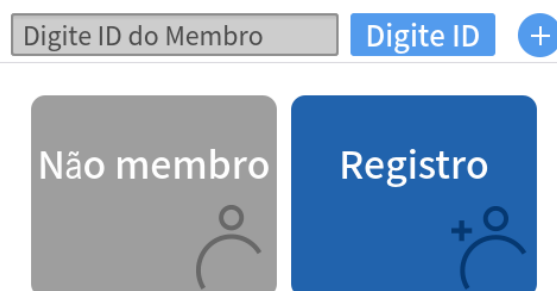 Digite ID do Membro
Digite ID
Não membro
Registro